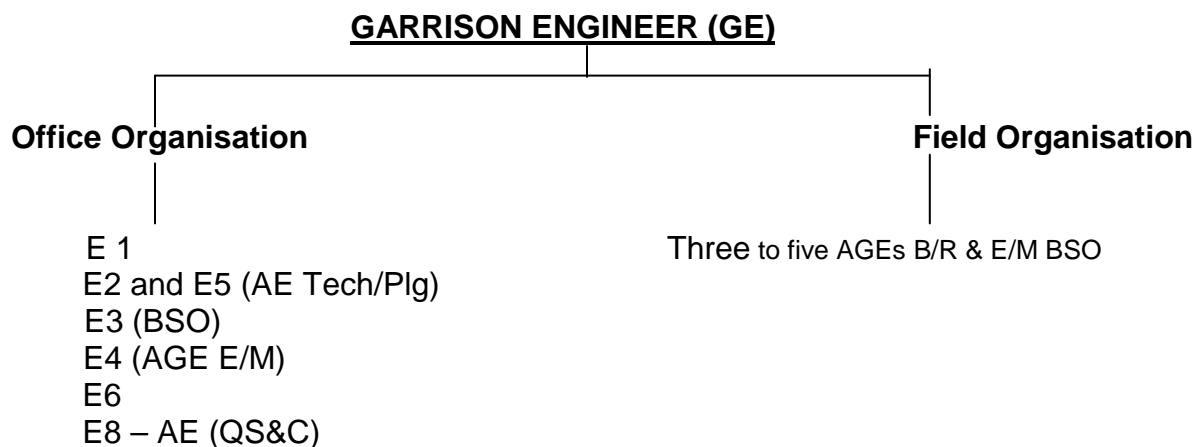 GARRISON ENGINEER (GE)
Office Organisation
Field Organisation
E 1
Three to five AGEs B/R & E/M BSO
E2 and E5 (AE Tech/Plg)
E3 (BSO)
E4 (AGE E/M)
E6
E8 – AE (QS&C)